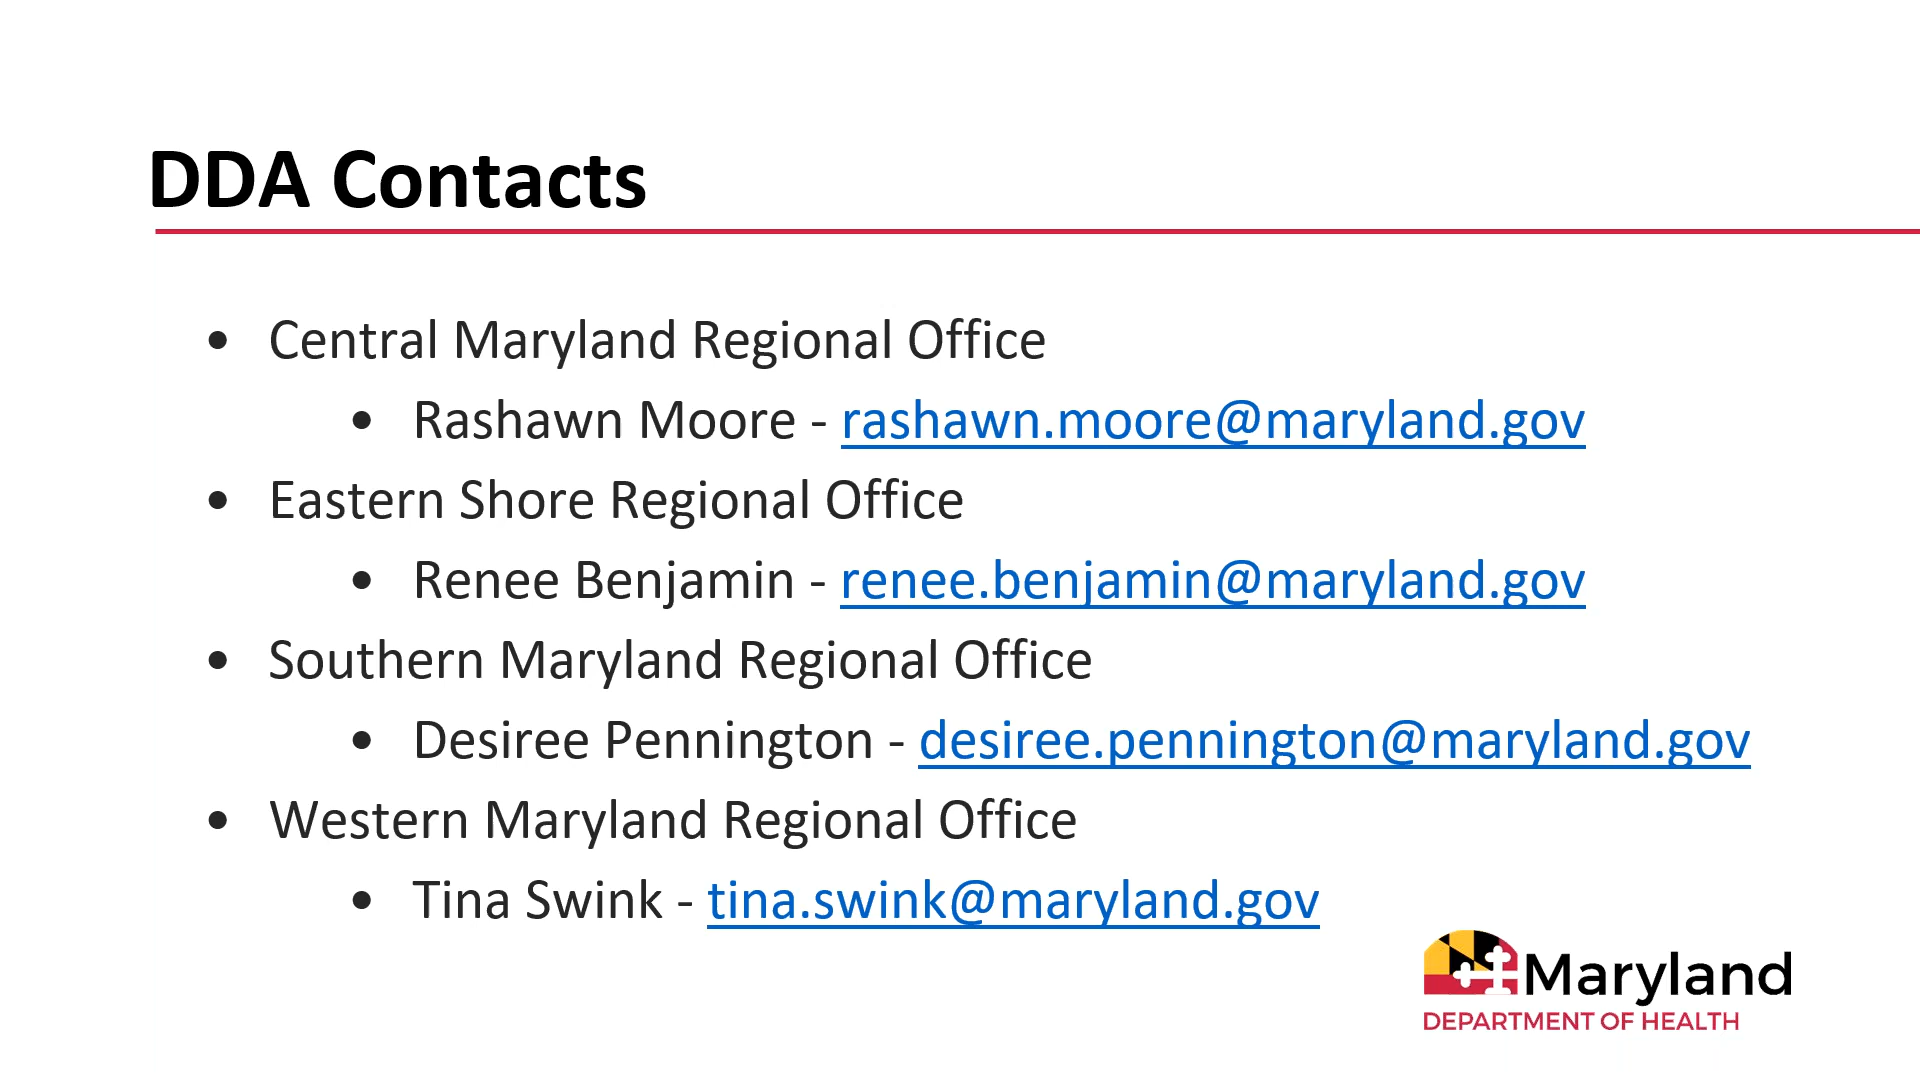 DDA Contacts
• Central Maryland Regional Office
• Rashawn Moore - rashawn.moore@maryland.gov
• Eastern Shore Regional Office
• Renee Benjamin - renee.benjamin@maryland.gov
• Southern Maryland Regional Office
• Desiree Pennington - desiree.pennington@maryland.gov
• Western Maryland Regional Office
• Tina Swink - tina.swink@maryland.gov
Maryland
DEPARTMENT OF HEALTH